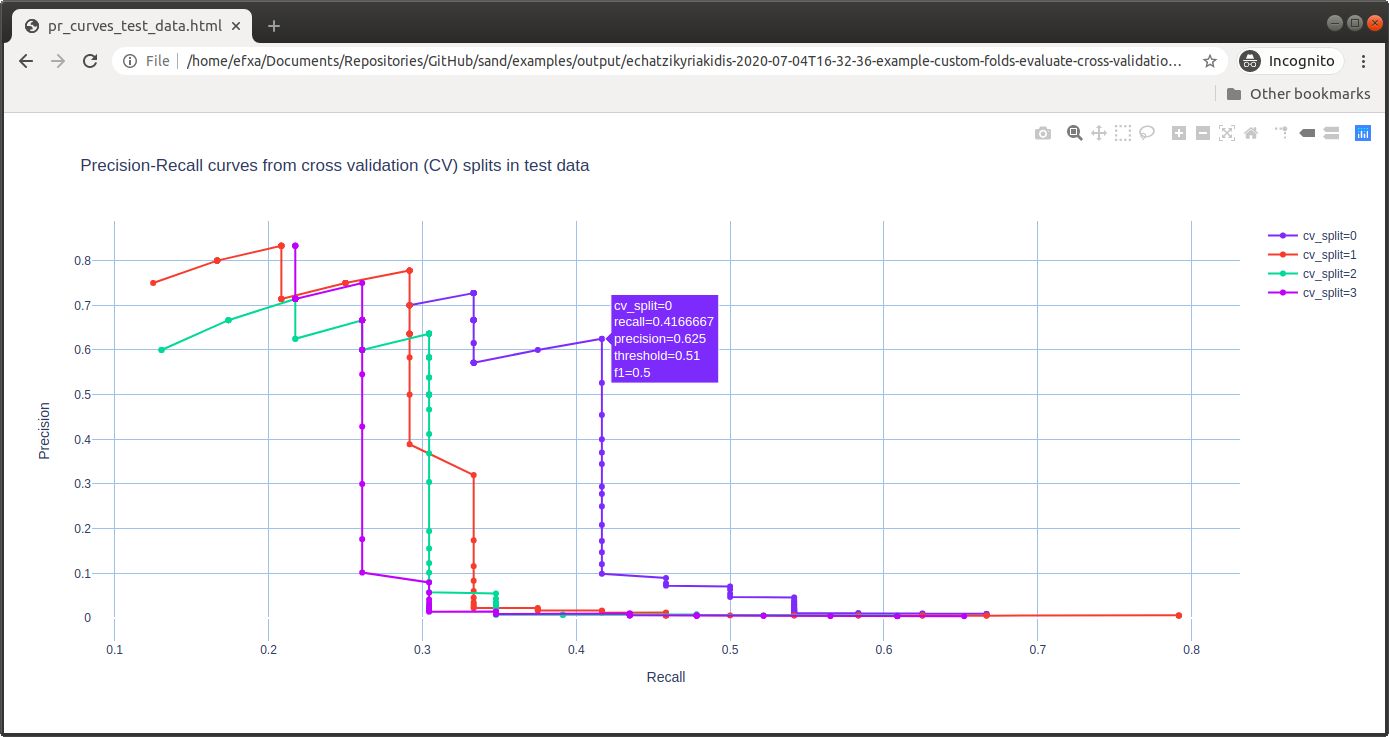 pr_curves_test_data.html
File
/home/efxa/Documents/Repositories/GitHub/sand/examples/output/echatzikyriakidis-2020-07-04T16-32-36-example-custom-folds-evaluate-cross-validatio…
Incognito
Other bookmarks
Precision-Recall curves from cross validation (CV) splits in test data
cv_split=0
cv_split=1
cv_split=2
cv_split=3
0.8
0.7
0.6
0.5
0.4
0.3
0.2
0.1
0
Precision
cv_split=0
recall=0.4166667
precision=0.625
threshold=0.51
f1=0.5
0.1 0.2 0.3 0.4 0.5 0.6 0.7 0.8
Recall